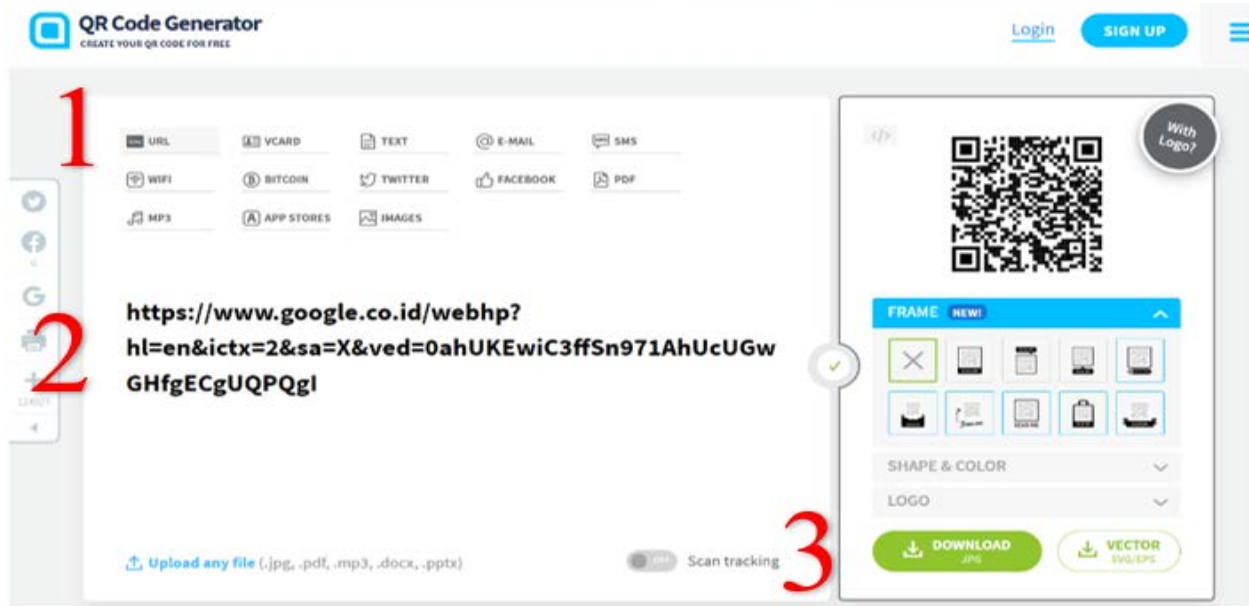 QR Code Generator
CREATE YOUR QR CODE FOR FREE
Login
SIGN UP
1
URL
VCARD
TEXT
E-MAIL
SMS
WIFI
BITCOIN
TWITTER
FACEBOOK
PDF
MP3
APP STORES
IMAGES
With
Logo?
2
https://www.google.co.id/webhp?
hl=en&ictx=2&sa=X&ved=0ahUKEwiC3ffSn971AhUcUGw
GHfgECgUQPQgI
FRAME NEW!
SHAPE & COLOR
LOGO
3
Upload any file (.jpg, .pdf, .mp3, .docx, .pptx)
OFF
Scan tracking
DOWNLOAD
JPG
VECTOR
SVG/EPS